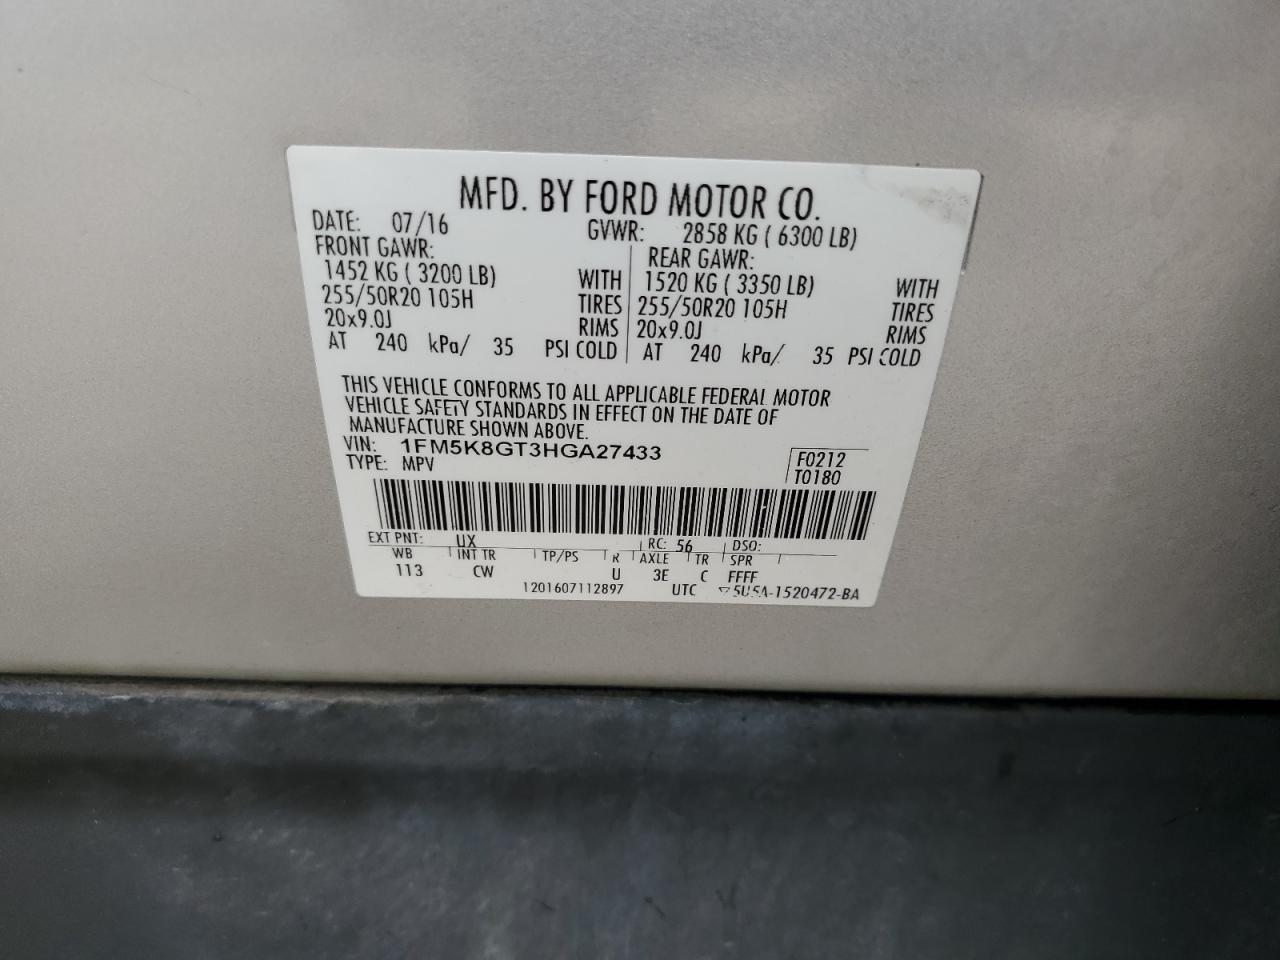 MFD. BY FORD MOTOR CO.
DATE: 07/16 GVWR: 2858 KG ( 6300 LB)
FRONT GAWR: REAR GAWR:
1452 KG ( 3200 LB) WITH 1520 KG ( 3350 LB) WITH
255/50R20 105H TIRES 255/50R20 105H TIRES
20x9.0J RIMS 20x9.0J RIMS
AT 240 kPa/ 35 PSI COLD AT 240 kPa/ 35 PSI COLD
THIS VEHICLE CONFORMS TO ALL APPLICABLE FEDERAL MOTOR
VEHICLE SAFETY STANDARDS IN EFFECT ON THE DATE OF
MANUFACTURE SHOWN ABOVE.
VIN: 1FM5K8GT3HGA27433 F0212
TYPE: MPV T0180
EXT PNT: UX RC: 56 DSO:
WB INT TR TP/PS R AXLE TR SPR
113 CW U 3E C FFFF
1201607112897 UTC 5U5A-1520472-BA